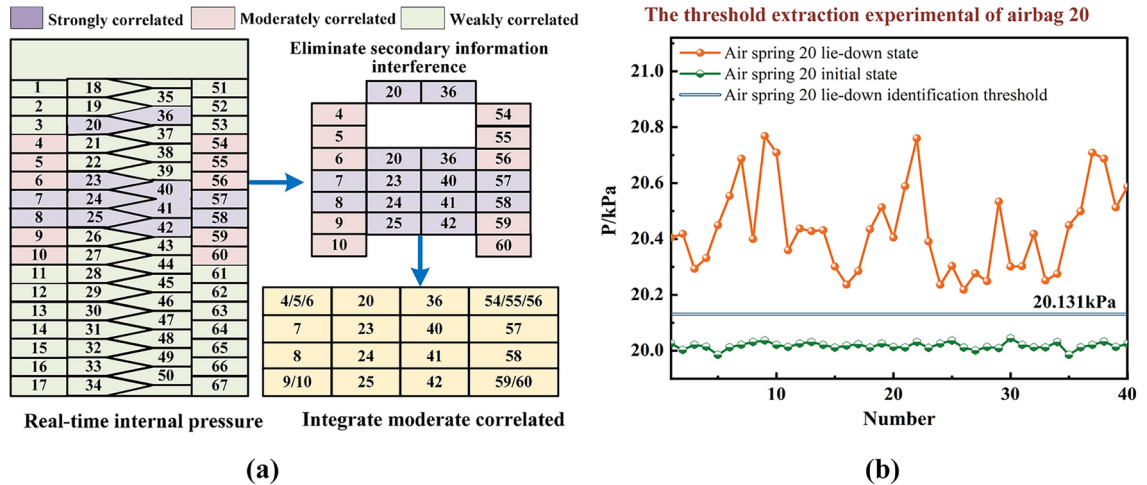 Strongly correlated Moderately correlated Weakly correlated
1 18 35 51
2 19 36 52
3 20 37 53
4 21 38 54
5 22 39 55
6 23 40 56
7 24 41 57
8 25 42 58
9 26 43 59
10 27 44 60
11 28 45 61
12 29 46 62
13 30 47 63
14 31 48 64
15 32 49 65
16 33 50 66
17 34 67
Real-time internal pressure
Eliminate secondary information
interference
20 36
4 54
5 55
6 20 36 56
7 23 40 57
8 24 41 58
9 25 42 59
10 60
4/5/6 20 36 54/55/56
7 23 40 57
8 24 41 58
9/10 25 42 59/60
Integrate moderate correlated
(a)
The threshold extraction experimental of airbag 20
Air spring 20 lie-down state
Air spring 20 initial state
Air spring 20 lie-down identification threshold
P/kPa
21.0
20.8
20.6
20.4
20.2
20.0
20.131kPa
10 20 30 40
Number
(b)